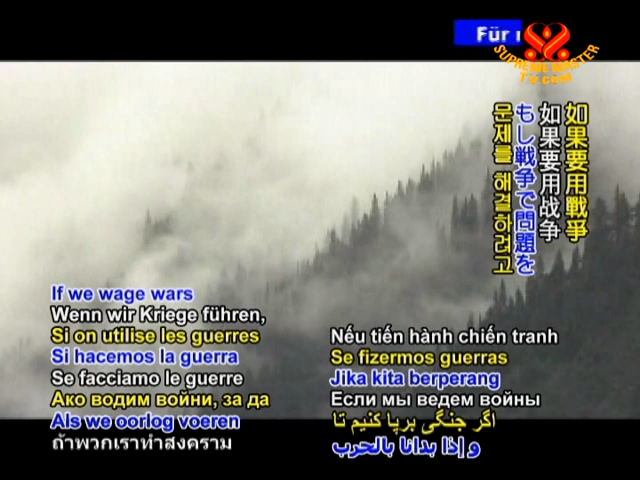 Für
SUPREME MASTER
TV.COM
如果要用戰爭
如果要用战争
もし戦争で問題を
문제를 해결하려고
If we wage wars
Wenn wir Kriege führen,
Si on utilise les guerres
Si hacemos la guerra
Se facciamo le guerre
Ако водим войни, за да
Als we oorlog voeren
ถ้าพวกเราทำสงคราม
Nếu tiến hành chiến tranh
Se fizermos guerras
Jika kita berperang
Если мы ведем войны
اگر جنگی برپا کنیم تا
و إذا بدانا بالحرب